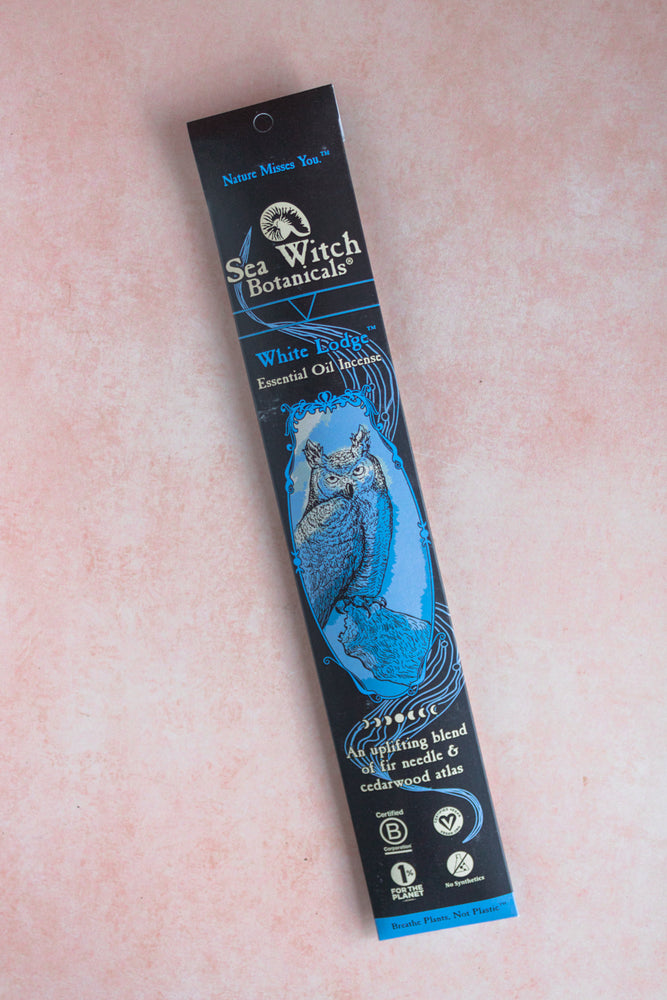 Nature Misses You.™
Sea Witch
Botanicals®
White Lodge™
Essential Oil Incense
An uplifting blend
of fir needle &
cedarwood atlas
Certified
B
Corporation
1%
FOR THE
PLANET
No Synthetics
Breathe Plants, Not Plastic™